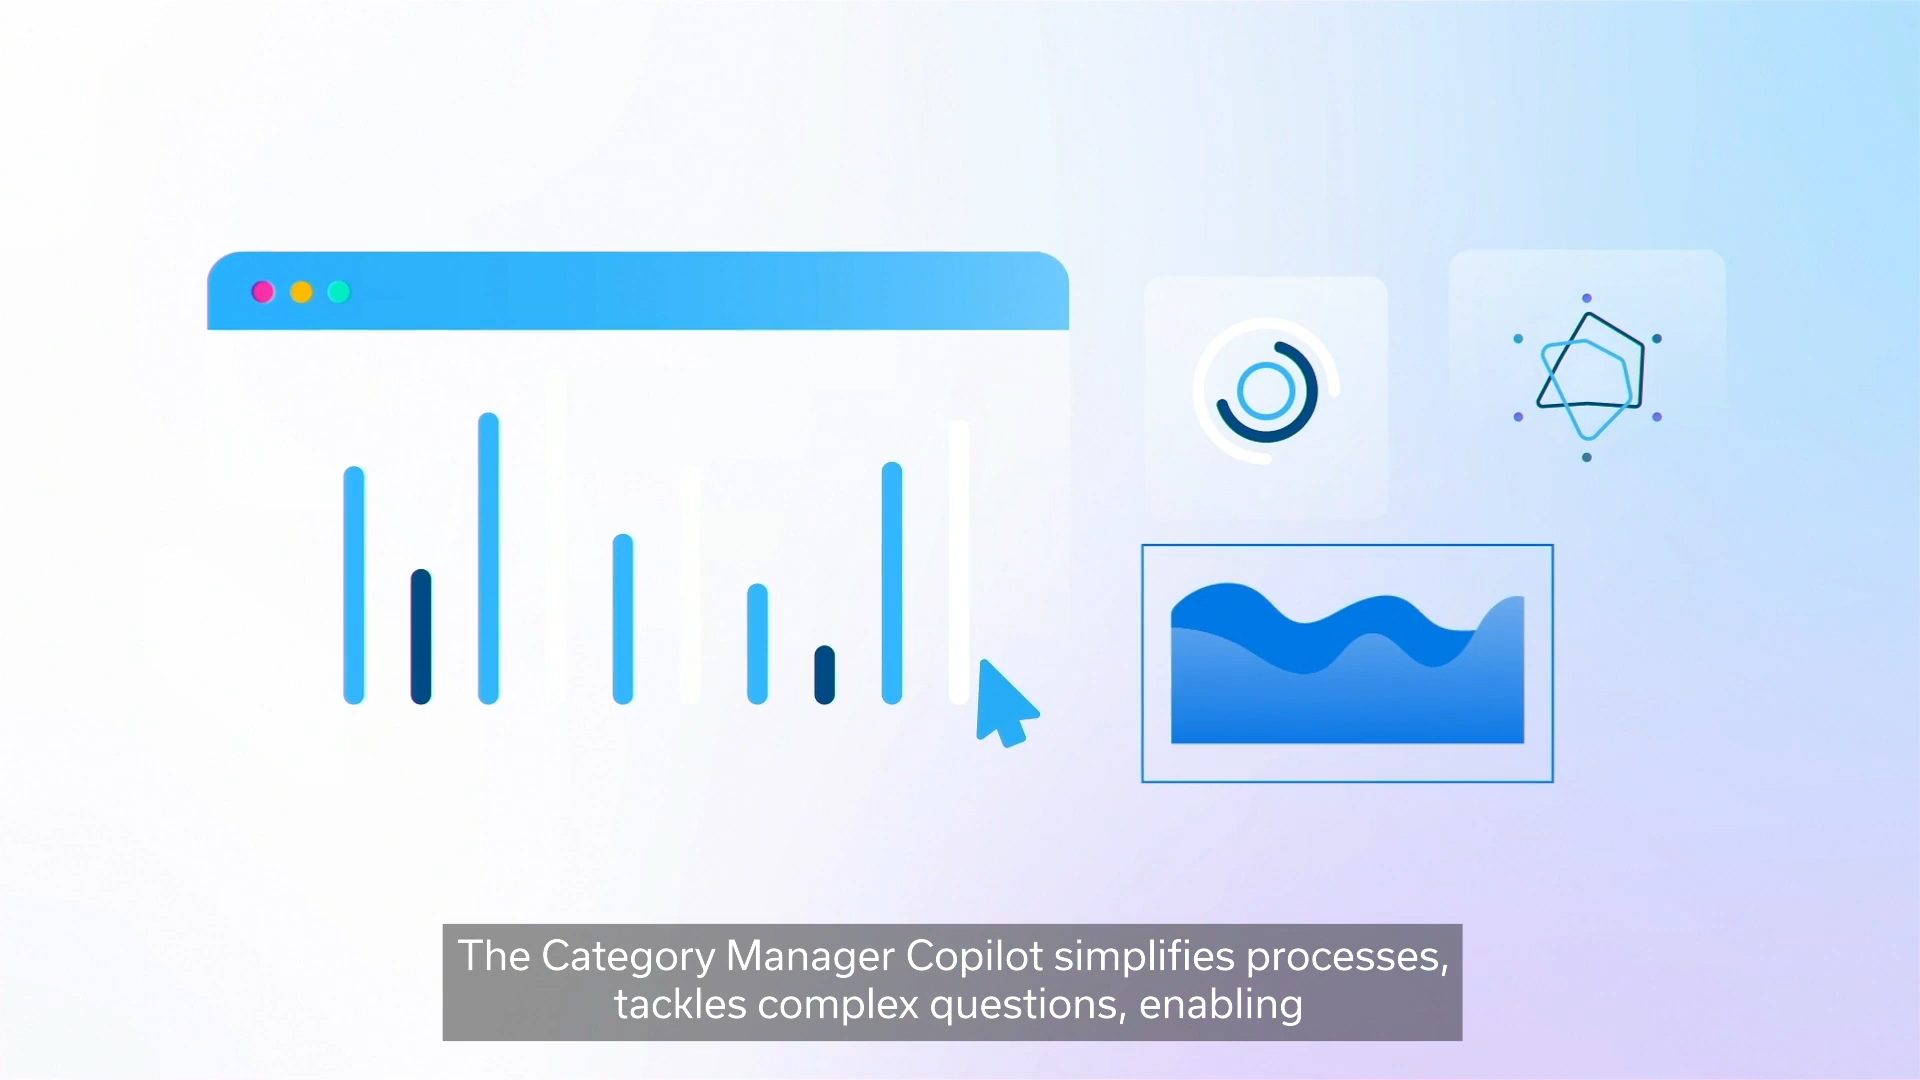 The Category Manager Copilot simplifies processes,
tackles complex questions, enabling